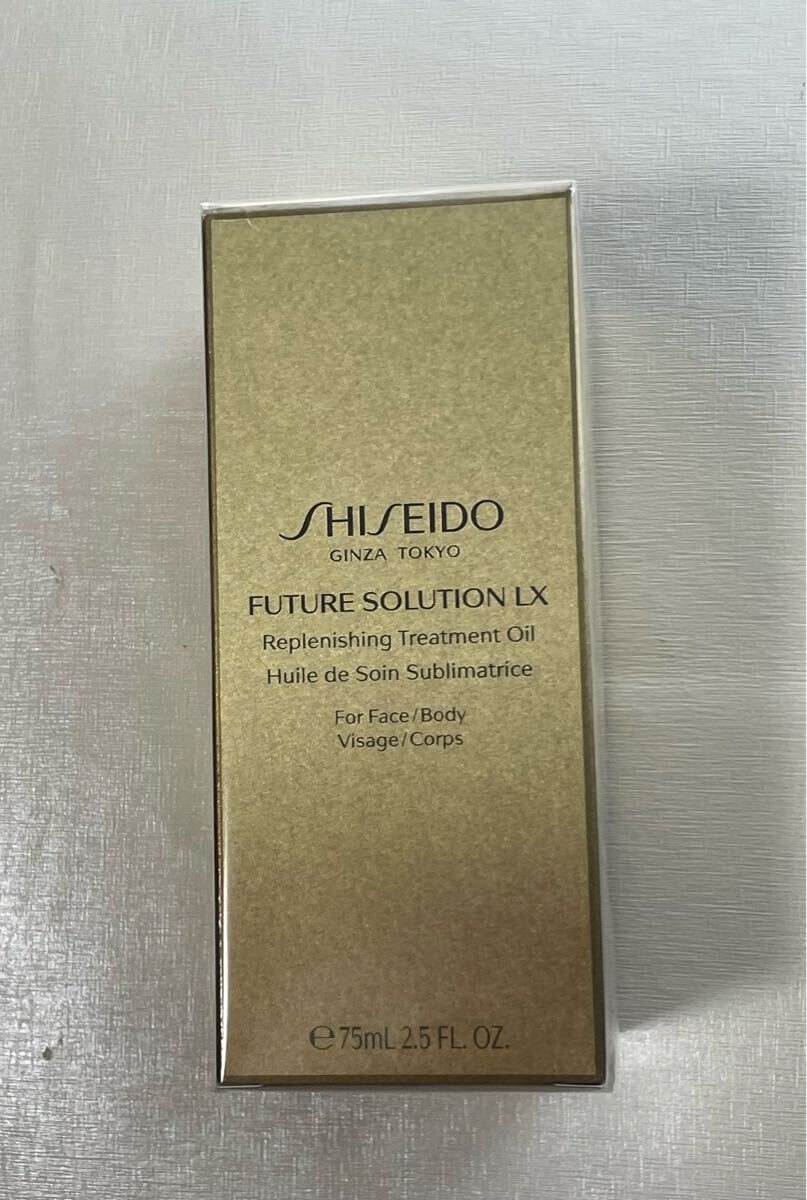 SHISEIDO
GINZA TOKYO
FUTURE SOLUTION LX
Replenishing Treatment Oil
Huile de Soin Sublimatrice
For Face/Body
Visage/Corps
℮75mL 2.5 FL. OZ.